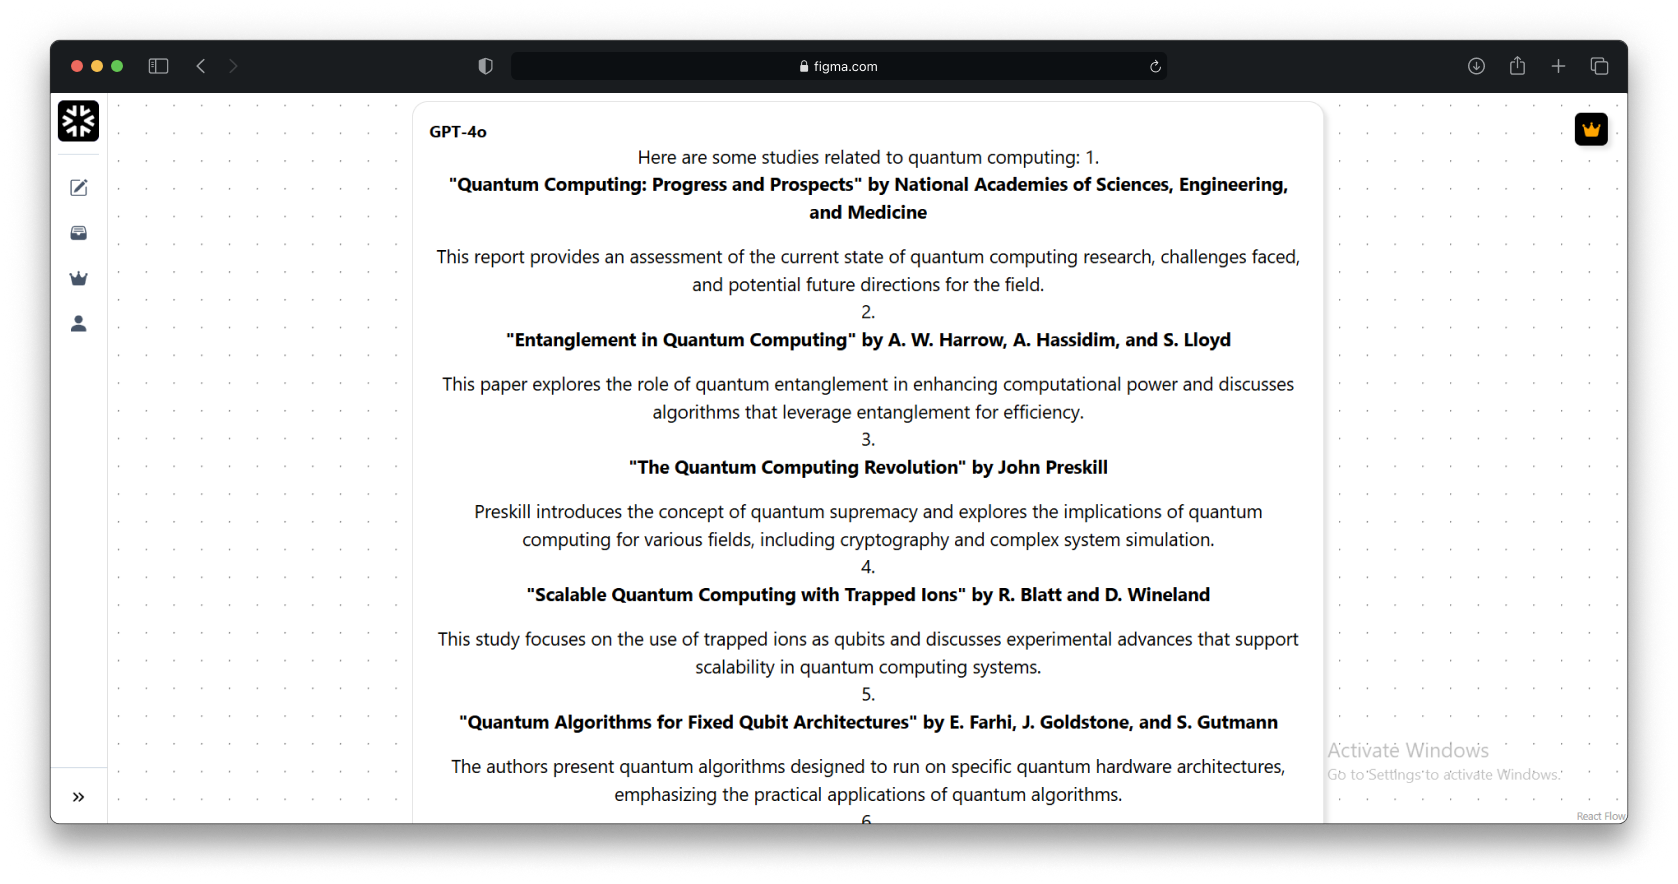 figma.com
GPT-4o
Here are some studies related to quantum computing: 1.
"Quantum Computing: Progress and Prospects" by National Academies of Sciences, Engineering,
and Medicine
This report provides an assessment of the current state of quantum computing research, challenges faced,
and potential future directions for the field.
2.
"Entanglement in Quantum Computing" by A. W. Harrow, A. Hassidim, and S. Lloyd
This paper explores the role of quantum entanglement in enhancing computational power and discusses
algorithms that leverage entanglement for efficiency.
3.
"The Quantum Computing Revolution" by John Preskill
Preskill introduces the concept of quantum supremacy and explores the implications of quantum
computing for various fields, including cryptography and complex system simulation.
4.
"Scalable Quantum Computing with Trapped Ions" by R. Blatt and D. Wineland
This study focuses on the use of trapped ions as qubits and discusses experimental advances that support
scalability in quantum computing systems.
5.
"Quantum Algorithms for Fixed Qubit Architectures" by E. Farhi, J. Goldstone, and S. Gutmann
The authors present quantum algorithms designed to run on specific quantum hardware architectures,
emphasizing the practical applications of quantum algorithms.
6
Activate Windows
Go to Settings to activate Windows.
React Flow